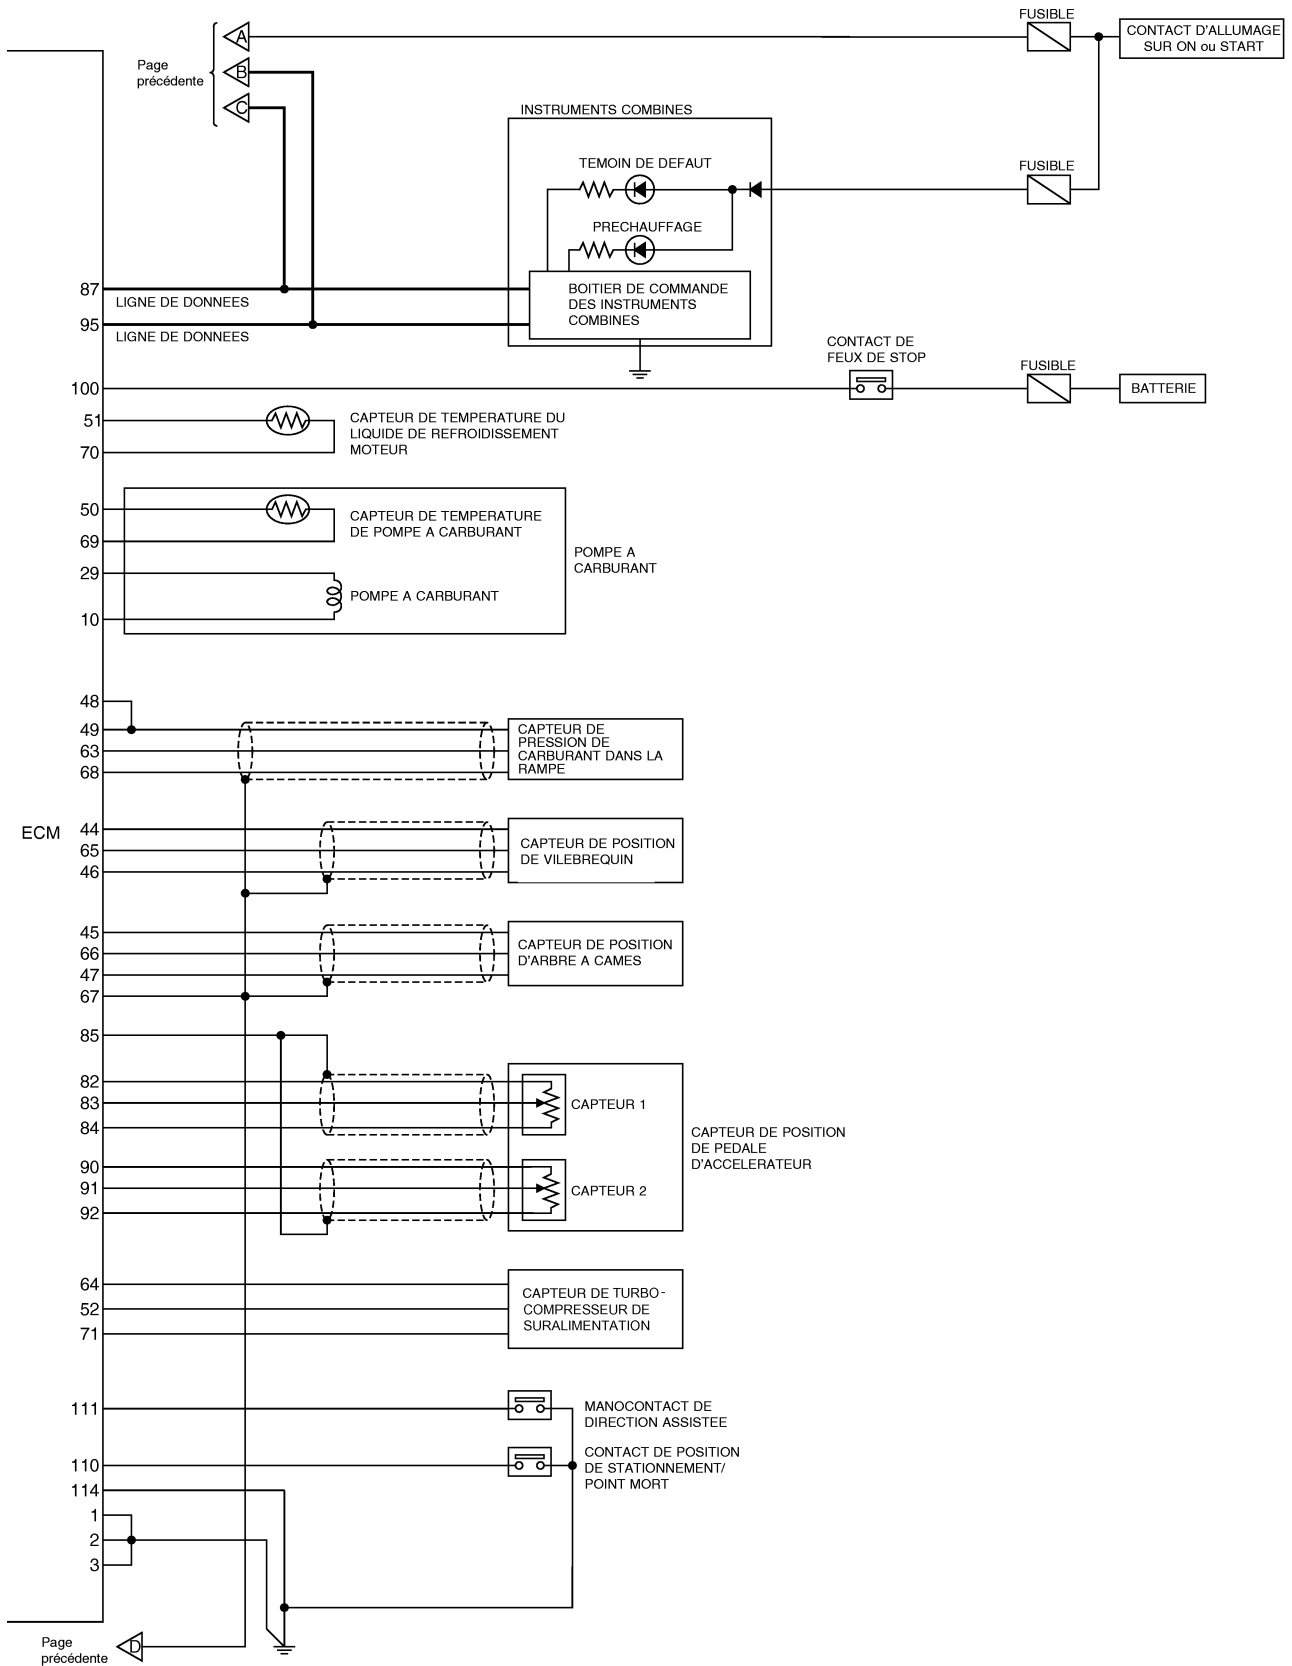 FUSIBLE
A
CONTACT D'ALLUMAGE
SUR ON ou START
Page
précédente
B
C
INSTRUMENTS COMBINES
TEMOIN DE DEFAUT
FUSIBLE
PRECHAUFFAGE
87
LIGNE DE DONNEES
BOITIER DE COMMANDE
DES INSTRUMENTS
COMBINES
95
LIGNE DE DONNEES
CONTACT DE
FEUX DE STOP
FUSIBLE
100
BATTERIE
51
CAPTEUR DE TEMPERATURE DU
LIQUIDE DE REFROIDISSEMENT
MOTEUR
70
50
CAPTEUR DE TEMPERATURE
DE POMPE A CARBURANT
69
POMPE A
CARBURANT
29
POMPE A CARBURANT
10
48
49
CAPTEUR DE
PRESSION DE
CARBURANT DANS LA
RAMPE
63
68
ECM
44
65
46
CAPTEUR DE POSITION
DE VILEBREQUIN
45
66
47
67
CAPTEUR DE POSITION
D'ARBRE A CAMES
85
82
83
84
CAPTEUR 1
CAPTEUR DE POSITION
DE PEDALE
D'ACCELERATEUR
90
91
92
CAPTEUR 2
64
52
71
CAPTEUR DE TURBO-
COMPRESSEUR DE
SURALIMENTATION
111
MANOCONTACT DE
DIRECTION ASSISTEE
110
CONTACT DE POSITION
DE STATIONNEMENT/
POINT MORT
114
1
2
3
Page
précédente
D